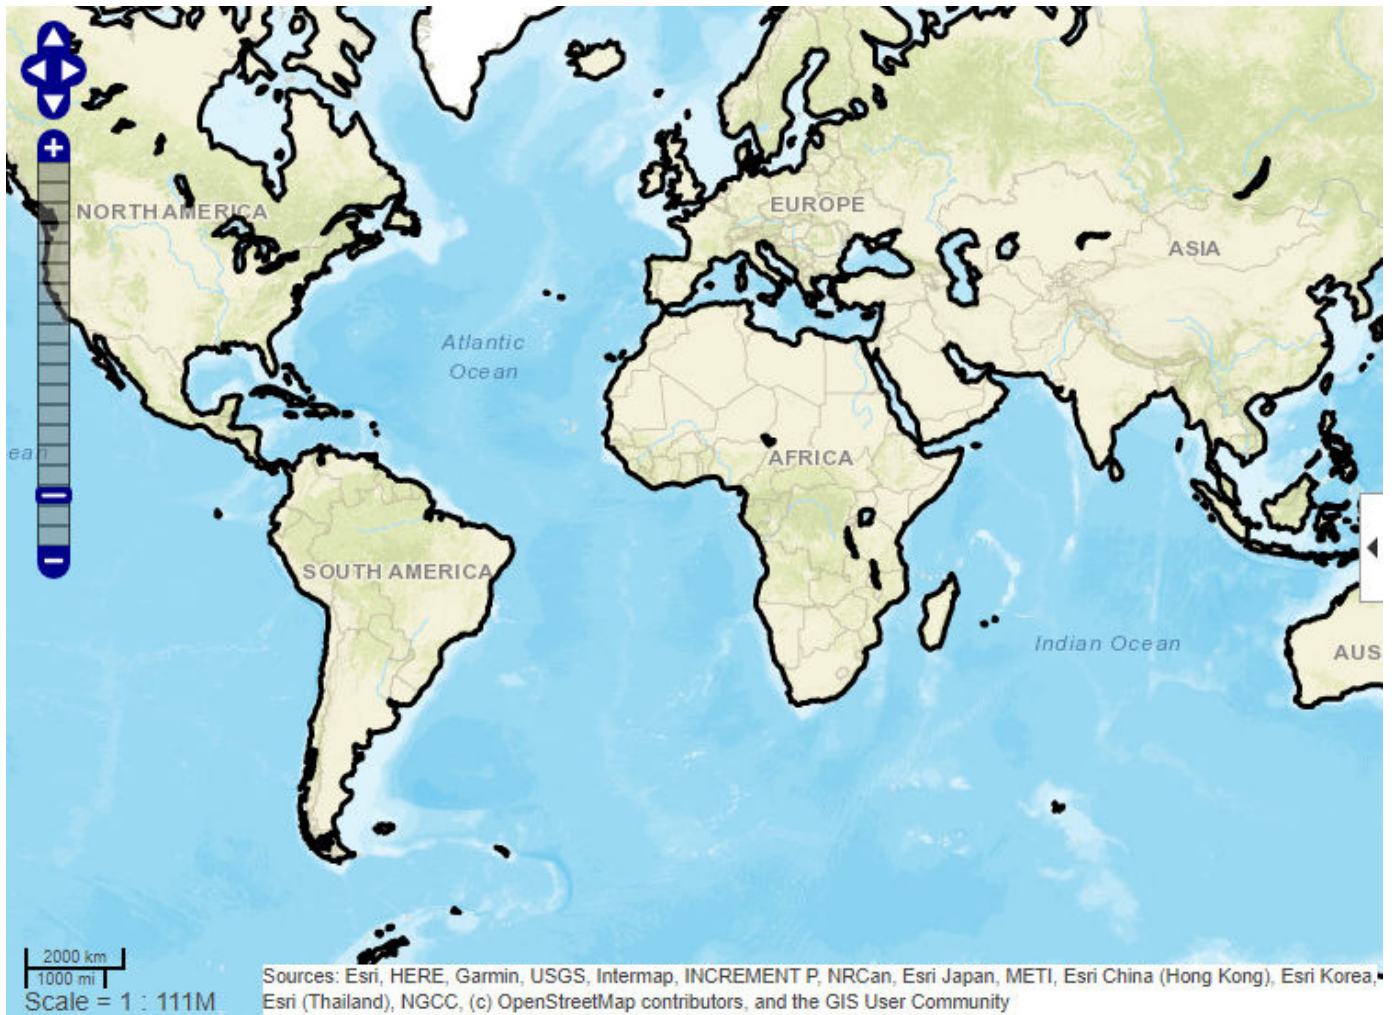 NORTH AMERICA
EUROPE
ASIA
Atlantic
Ocean
ean
AFRICA
SOUTH AMERICA
Indian Ocean
AUS
2000 km
1000 mi
Scale = 1 : 111M
Sources: Esri, HERE, Garmin, USGS, Intermap, INCREMENT P, NRCan, Esri Japan, METI, Esri China (Hong Kong), Esri Korea,
Esri (Thailand), NGCC, (c) OpenStreetMap contributors, and the GIS User Community